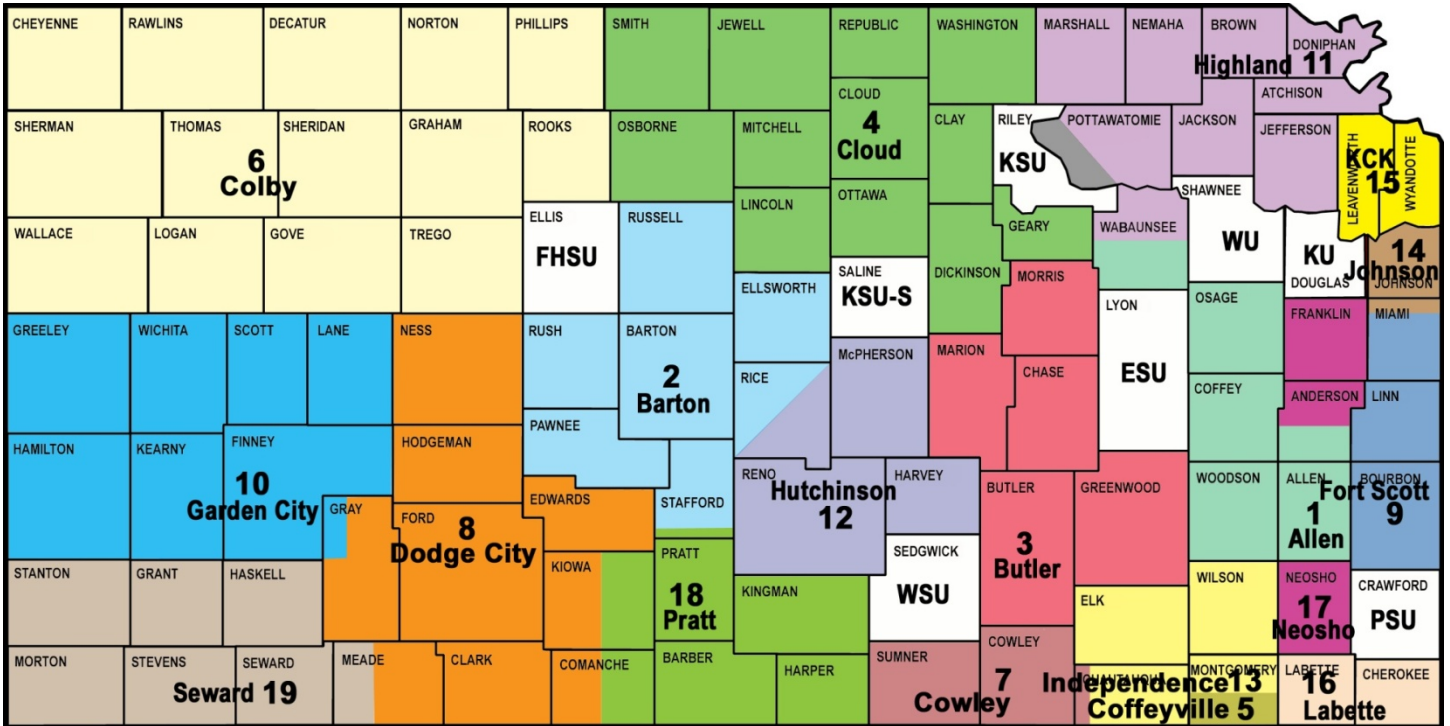 CHEYENNE RAWLINS DECATUR NORTON PHILLIPS SMITH JEWELL REPUBLIC WASHINGTON MARSHALL NEMAHA BROWN
DONIPHAN
Highland 11
CLOUD
ATCHISON
4
Cloud
SHERMAN THOMAS SHERIDAN GRAHAM ROOKS OSBORNE MITCHELL CLAY RILEY POTTAWATOMIE JACKSON JEFFERSON
6
Colby
KSU
KCK
15
LEAVENWORTH
WYANDOTTE
SHAWNEE
OTTAWA
LINCOLN
ELLIS RUSSELL
GEARY
WABAUNSEE
WALLACE LOGAN GOVE TREGO
FHSU
WU
KU
DOUGLAS
14
Johnson
JOHNSON
SALINE
KSU-S
DICKINSON
MORRIS
ELLSWORTH
OSAGE
LYON
FRANKLIN
MIAMI
GREELEY WICHITA SCOTT LANE NESS RUSH BARTON
McPHERSON
MARION
CHASE
ESU
2
Barton
RICE
COFFEY
ANDERSON
LINN
PAWNEE
HAMILTON KEARNY FINNEY HODGEMAN
10
Garden City
RENO
HARVEY
Hutchinson
12
BUTLER
GREENWOOD
WOODSON
ALLEN
BOURBON
Fort Scott
9
1
Allen
STAFFORD
EDWARDS
GRAY
FORD
8
Dodge City
PRATT
18
Pratt
SEDGWICK
WSU
3
Butler
KIOWA
KINGMAN
STANTON GRANT HASKELL
WILSON
NEOSHO
17
Neosho
CRAWFORD
PSU
ELK
MORTON STEVENS SEWARD MEADE CLARK COMANCHE BARBER HARPER SUMNER COWLEY
Seward 19
7
Cowley
CHAUTAUQUA
MONTGOMERY
Independence 13
Coffeyville 5
LABETTE
16
Labette
CHEROKEE